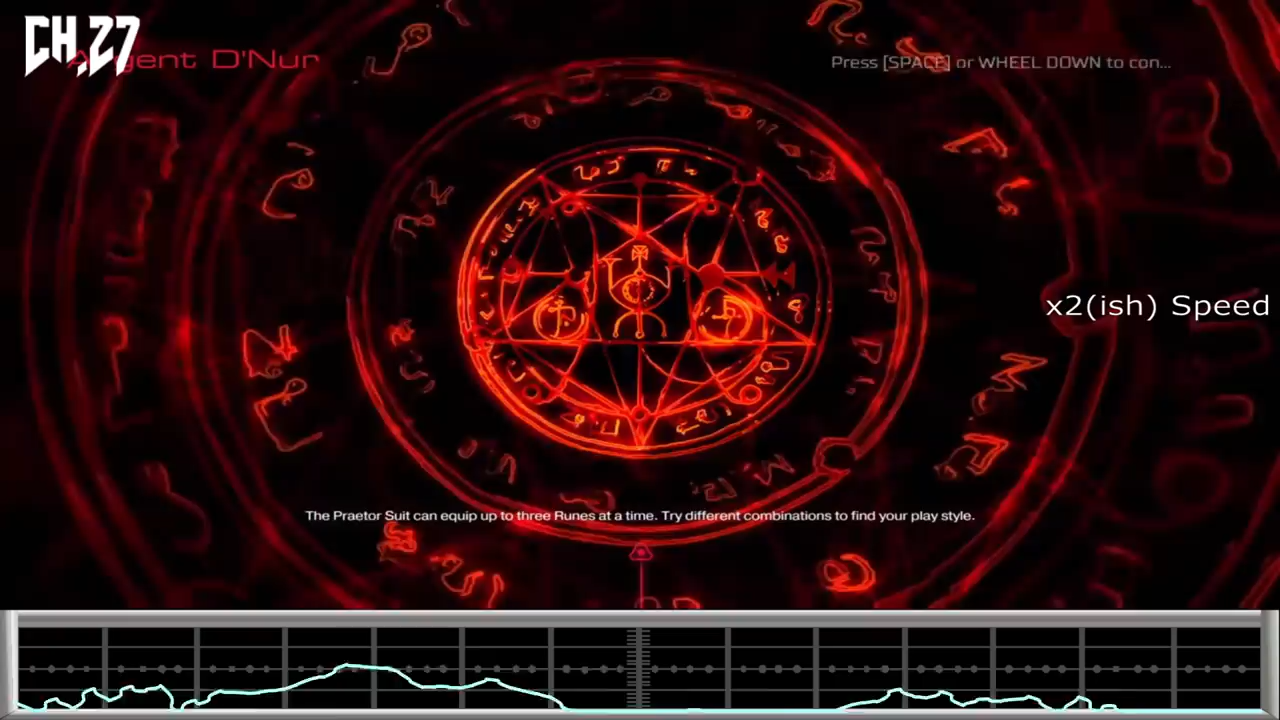 CH.27
Argent D'Nur
Press [SPACE] or WHEEL DOWN to con...
x2(ish) Speed
The Praetor Suit can equip up to three Runes at a time. Try different combinations to find your play style.